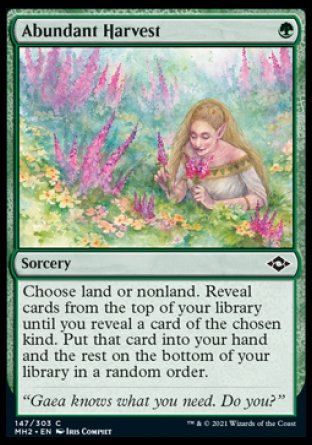 Abundant Harvest
Sorcery
Choose land or nonland. Reveal
cards from the top of your library
until you reveal a card of the chosen
kind. Put that card into your hand
and the rest on the bottom of your
library in a random order.
“Gaea knows what you need. Do you?”
147/303 C
MH2 • EN Iris Compiet
™ & © 2021 Wizards of the Coast